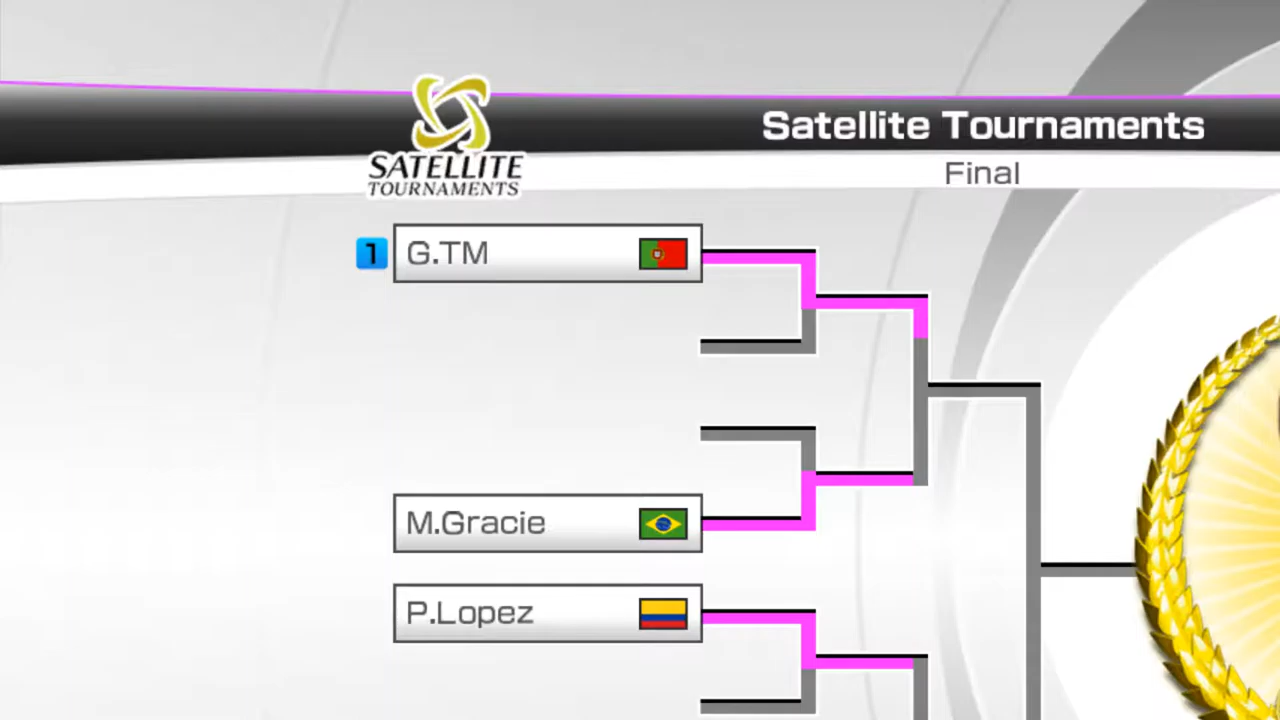 Satellite Tournaments
SATELLITE
TOURNAMENTS
Final
1 G.TM
M.Gracie
P.Lopez